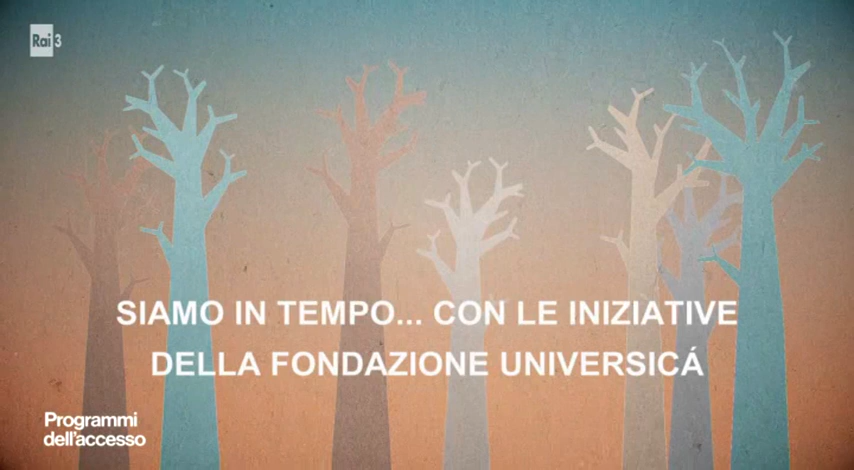 Rai 3
SIAMO IN TEMPO... CON LE INIZIATIVE
DELLA FONDAZIONE UNIVERSICÁ
Programmi
dell'accesso